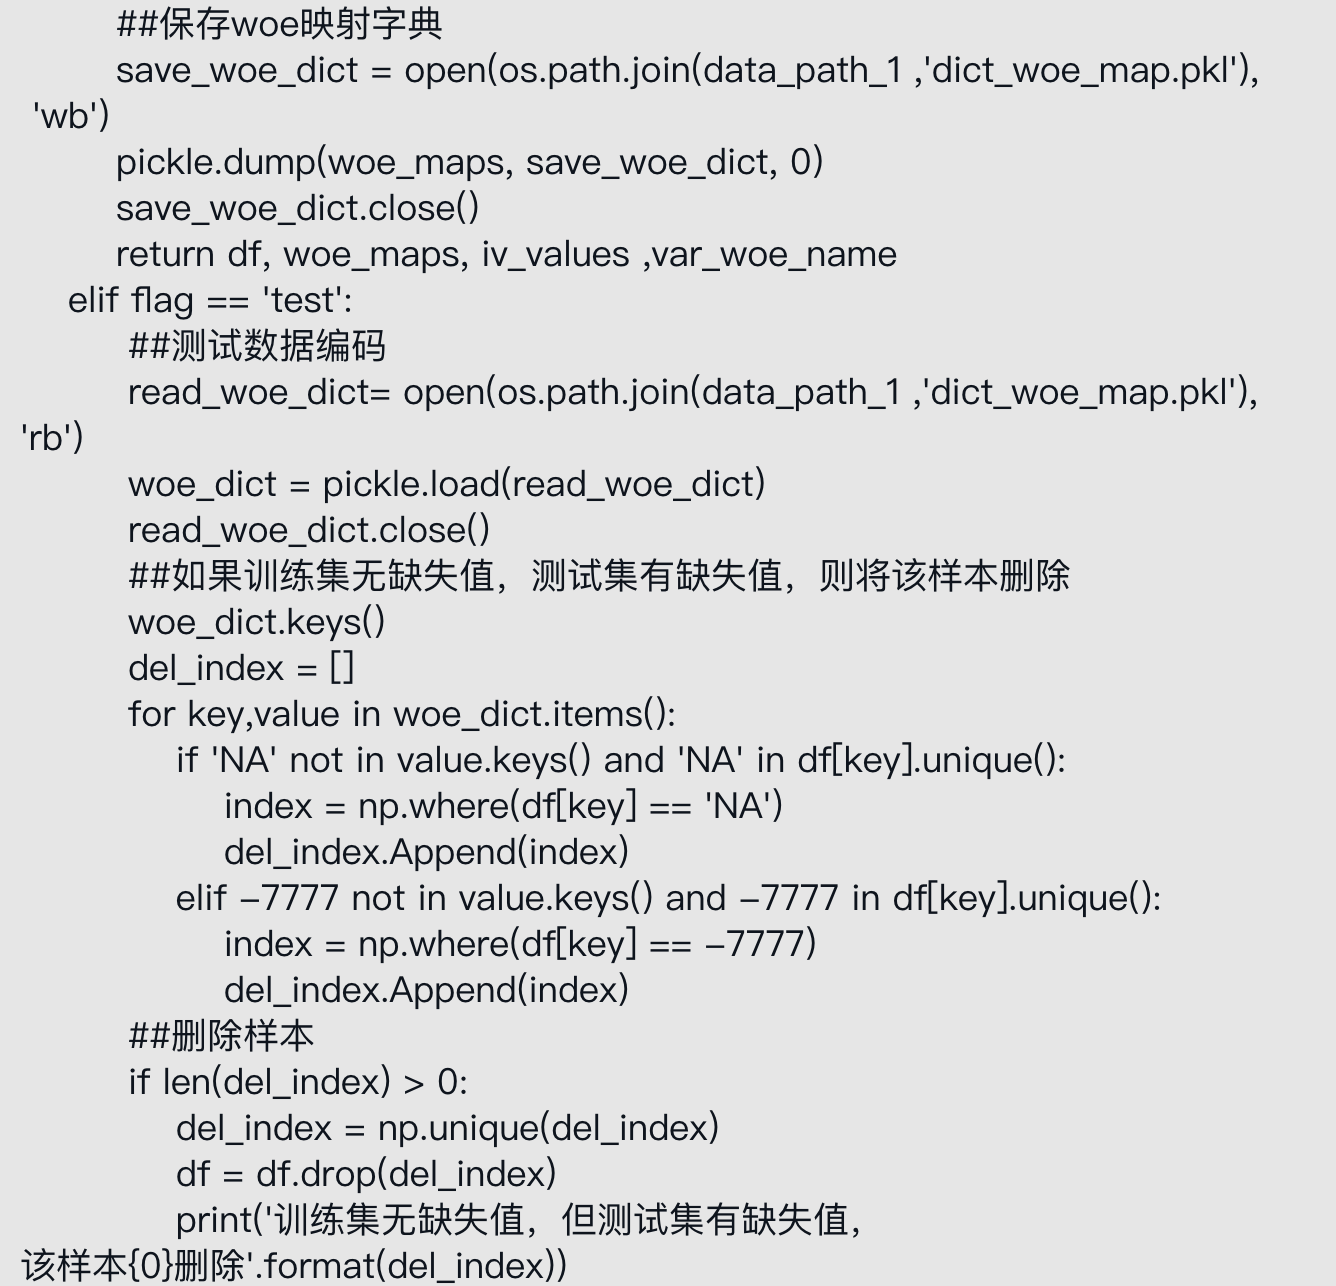 ##保存woe映射字典
save_woe_dict = open(os.path.join(data_path_1 ,'dict_woe_map.pkl'),
'wb')
pickle.dump(woe_maps, save_woe_dict, 0)
save_woe_dict.close()
return df, woe_maps, iv_values ,var_woe_name
elif flag == 'test':
##测试数据编码
read_woe_dict= open(os.path.join(data_path_1 ,'dict_woe_map.pkl'),
'rb')
woe_dict = pickle.load(read_woe_dict)
read_woe_dict.close()
##如果训练集无缺失值，测试集有缺失值，则将该样本删除
woe_dict.keys()
del_index = []
for key,value in woe_dict.items():
if 'NA' not in value.keys() and 'NA' in df[key].unique():
index = np.where(df[key] == 'NA')
del_index.Append(index)
elif -7777 not in value.keys() and -7777 in df[key].unique():
index = np.where(df[key] == -7777)
del_index.Append(index)
##删除样本
if len(del_index) > 0:
del_index = np.unique(del_index)
df = df.drop(del_index)
print('训练集无缺失值，但测试集有缺失值，
该样本{0}删除'.format(del_index))